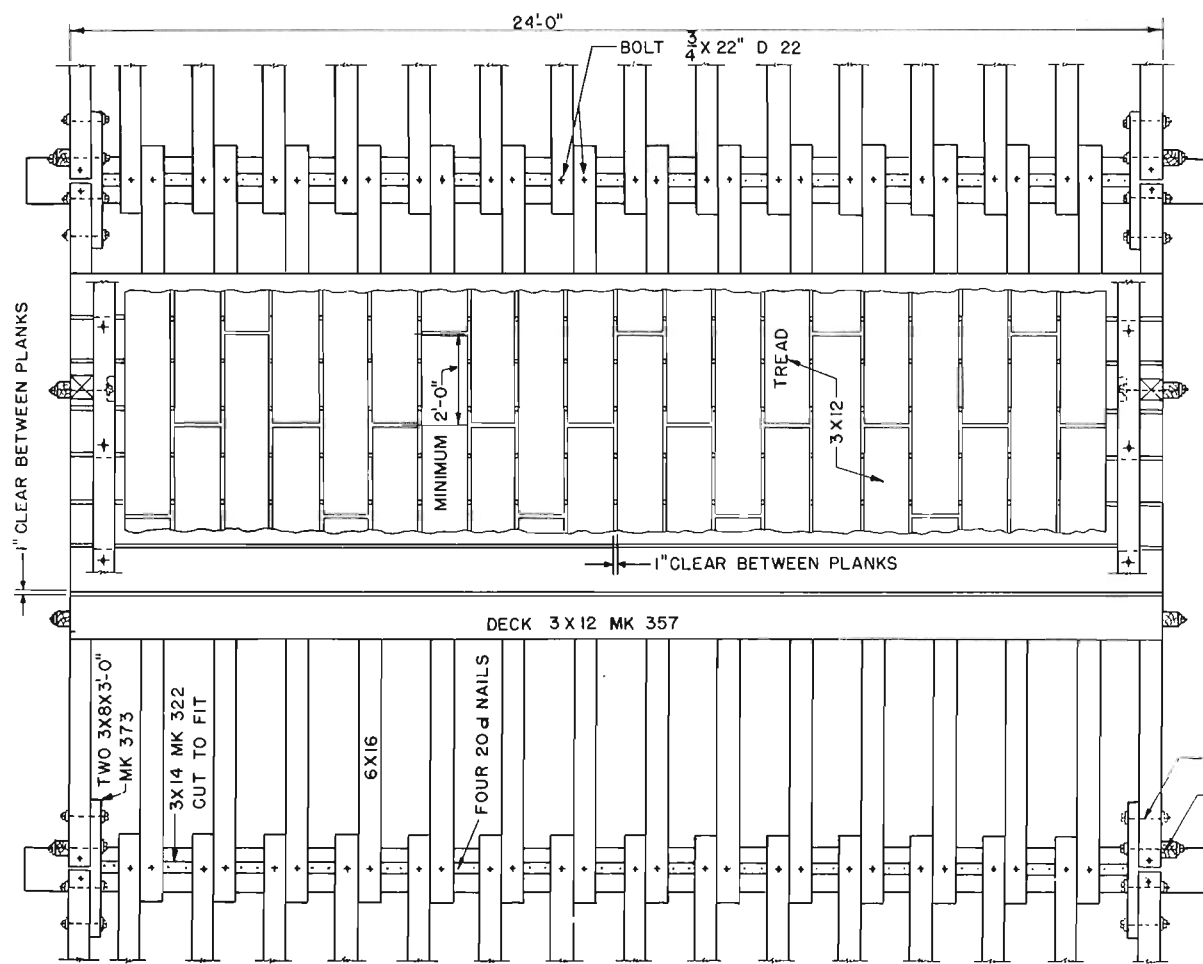 24'-0"
BOLT 3/4 X 22" D 22
1" CLEAR BETWEEN PLANKS
MINIMUM 2'-0"
TREAD
3X12
1" CLEAR BETWEEN PLANKS
DECK 3 X 12 MK 357
TWO 3X8X3'-0"
MK 373
3X14 MK 322
CUT TO FIT
6X16
FOUR 20d NAILS